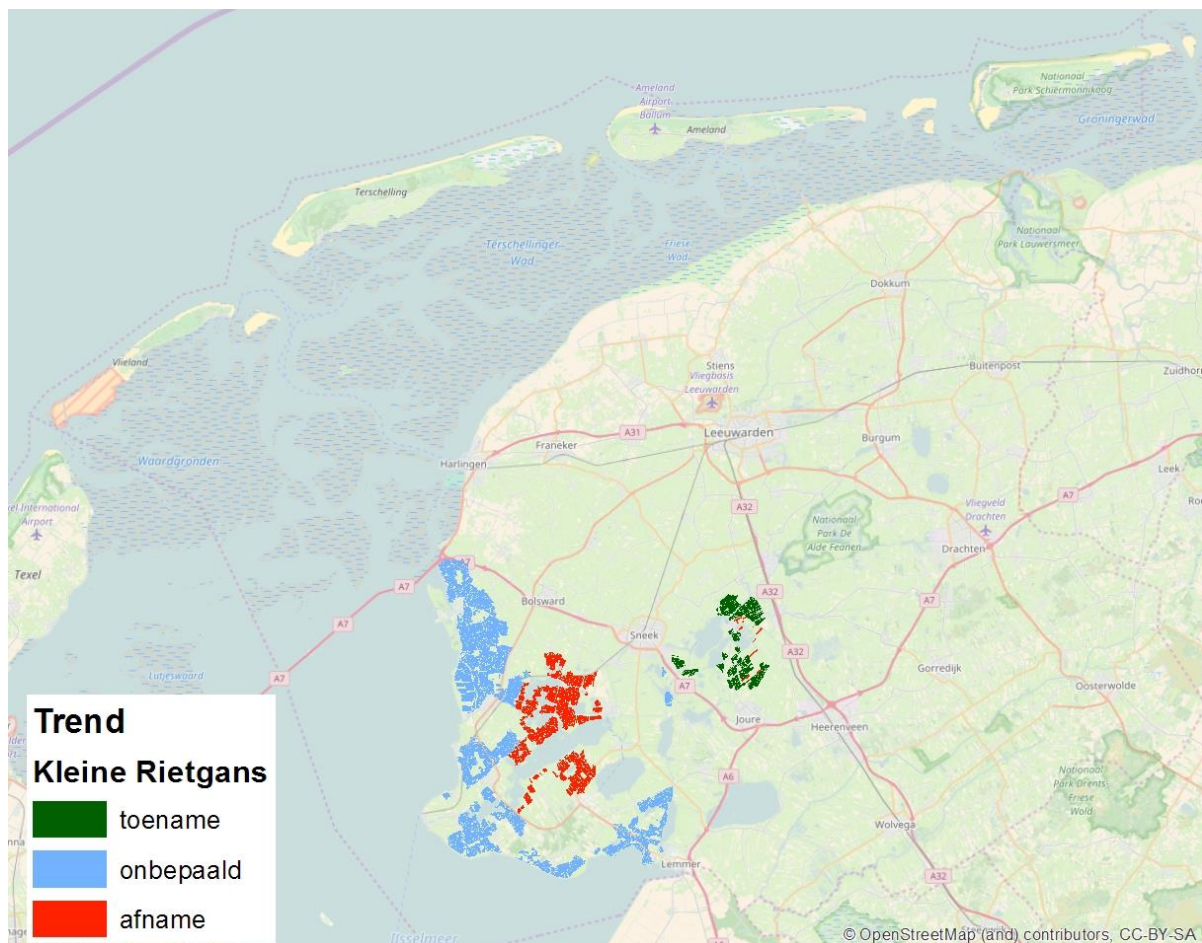 Nationaal
Park Schiermonnikoog
Groningerwad
Ameland
Airport
Ballum
Ameland
Terschelling
Terschellinger
Wad
Friese
Wad
Nationaal
Park Lauwersmeer
Dokkum
Vlieland
Stiens
Vliegbasis
Leeuwarden
Buitenpost
Zuidhorn
A31
Leeuwarden
Franeker
Burgum
Waardgronden
Harlingen
Leek
A7
A32
Vliegveld
Drachten
Airport
Texel
Nationaal
Park De
Alde Feanen
Drachten
A7
A7
A32
A7
Bolsward
A7
Sneek
A32
Gorredijk
Lutjeswaard
A7
Oosterwolde
Joure
Heerenveen
A6
Nationaal
Park Drents-
Friese
Wold
Wolvega
Lemmer
A32
IJsselmeer
Trend
Kleine Rietgans
toename
onbepaald
afname
© OpenStreetMap (and) contributors, CC-BY-SA